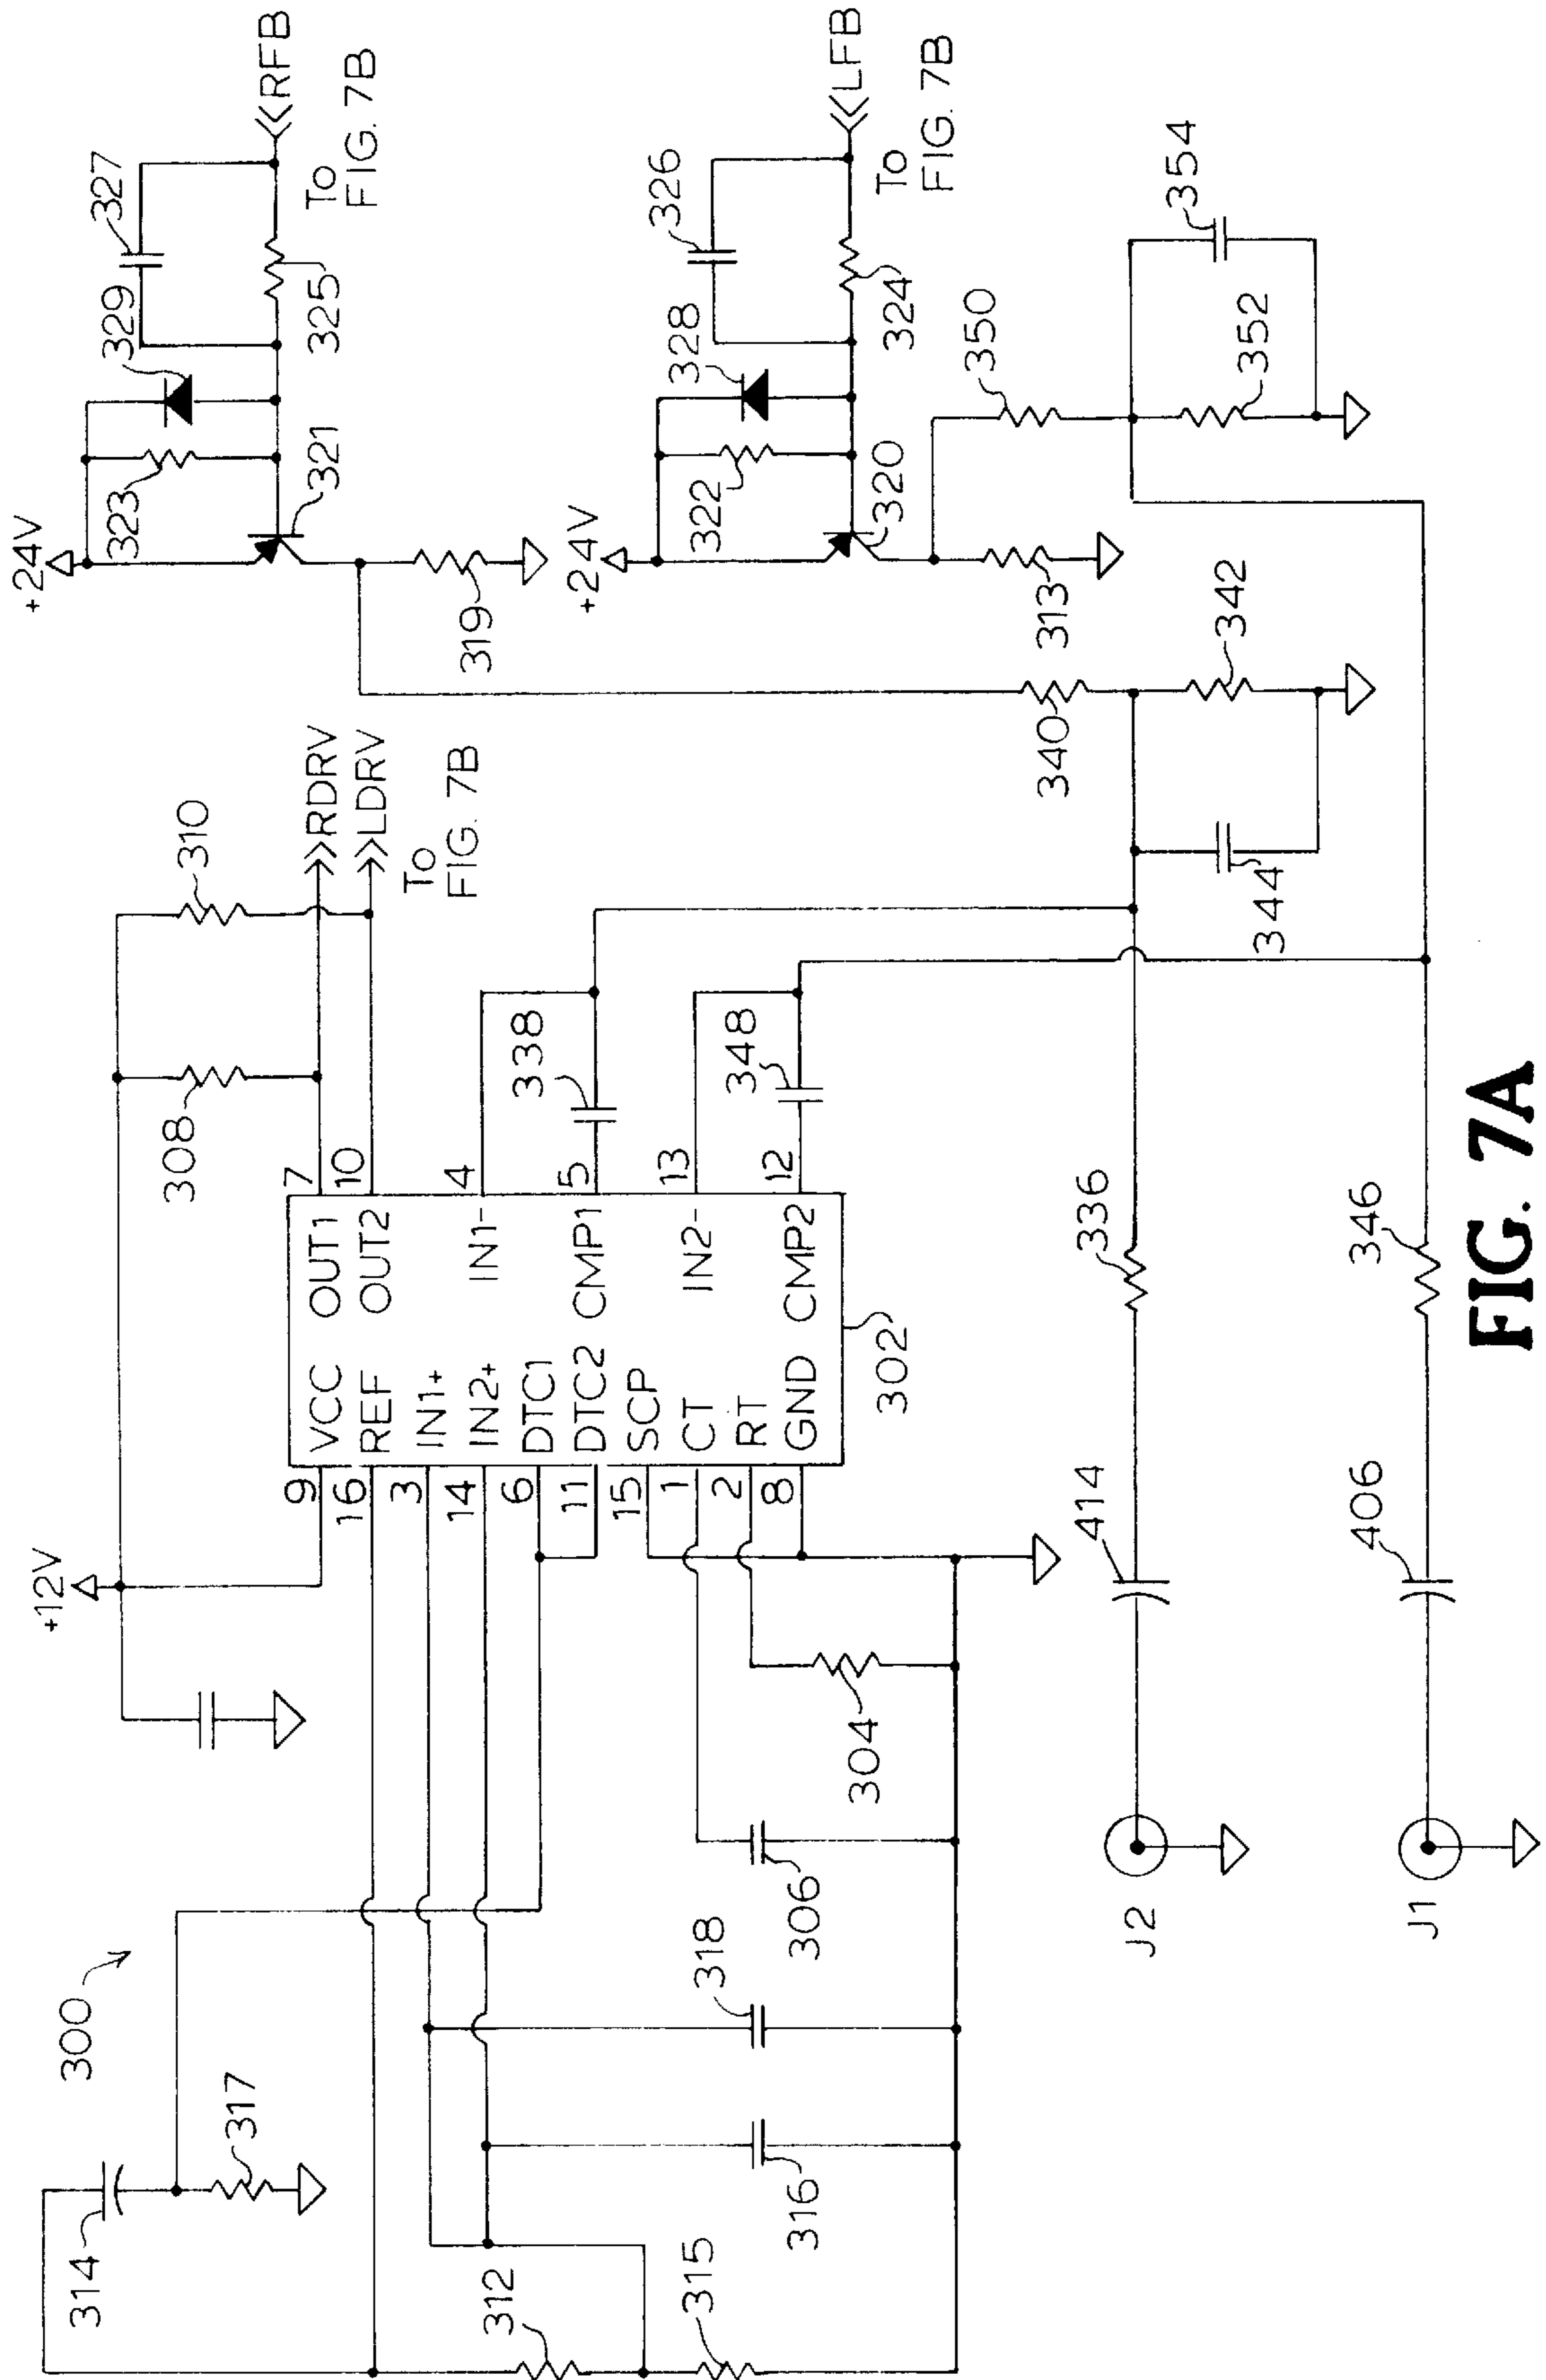 300
+12V
+24V
+24V
314
317
312
315
316
318
306
304
9
16
3
14
6
11
15
1
2
8
VCC
REF
IN1+
IN2+
DTC1
DTC2
SCP
CT
RT
GND
OUT1
OUT2
IN1-
CMP1
IN2-
CMP2
7
10
4
5
13
12
302
308
310
>>RDRV
>>LDRV
To
FIG. 7B
338
348
323
329
327
321
325
<<RFB
To
FIG. 7B
319
322
328
326
320
324
<<LFB
To
FIG. 7B
313
350
352
354
340
342
344
J2
414
336
J1
406
346
FIG. 7A